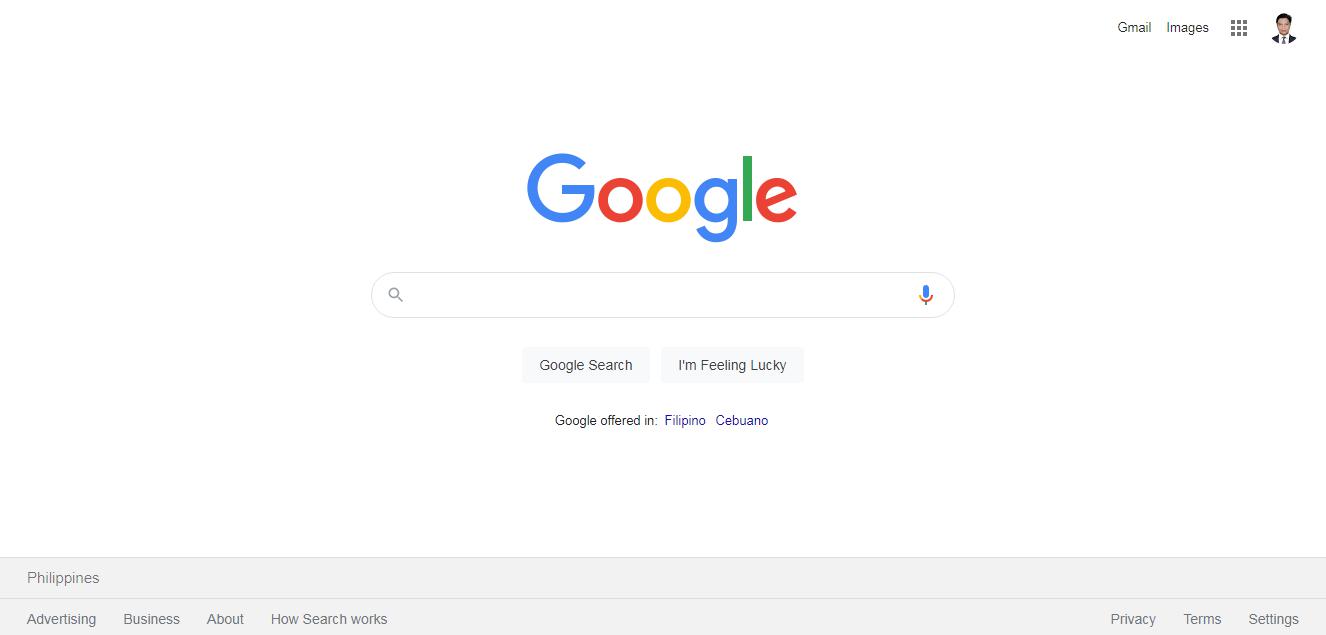 Gmail Images
Google
Google Search I'm Feeling Lucky
Google offered in: Filipino Cebuano
Philippines
Advertising Business About How Search works Privacy Terms Settings